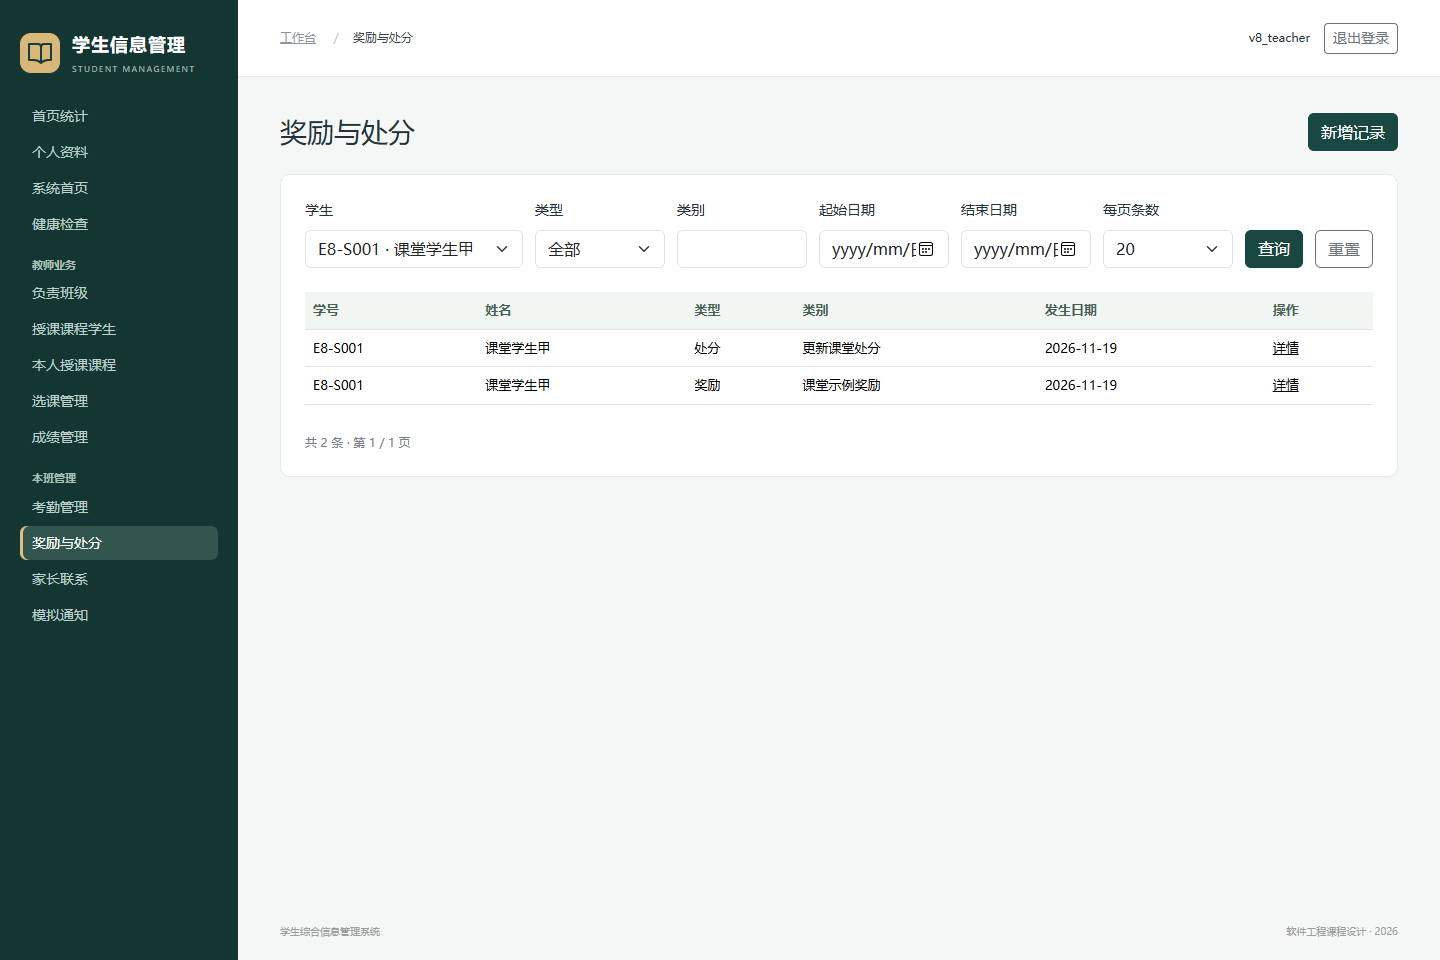 学生信息管理
STUDENT MANAGEMENT
首页统计
个人资料
系统首页
健康检查
教师业务
负责班级
授课课程学生
本人授课课程
选课管理
成绩管理
本班管理
考勤管理
奖励与处分
家长联系
模拟通知
工作台 / 奖励与处分
v8_teacher 退出登录
奖励与处分 新增记录
学生 类型 类别 起始日期 结束日期 每页条数
E8-S001 · 课堂学生甲 全部 yyyy/mm/ yyyy/mm/ 20 查询 重置
学号 姓名 类型 类别 发生日期 操作
E8-S001 课堂学生甲 处分 更新课堂处分 2026-11-19 详情
E8-S001 课堂学生甲 奖励 课堂示例奖励 2026-11-19 详情
共 2 条 · 第 1 / 1 页
学生综合信息管理系统 软件工程课程设计 · 2026